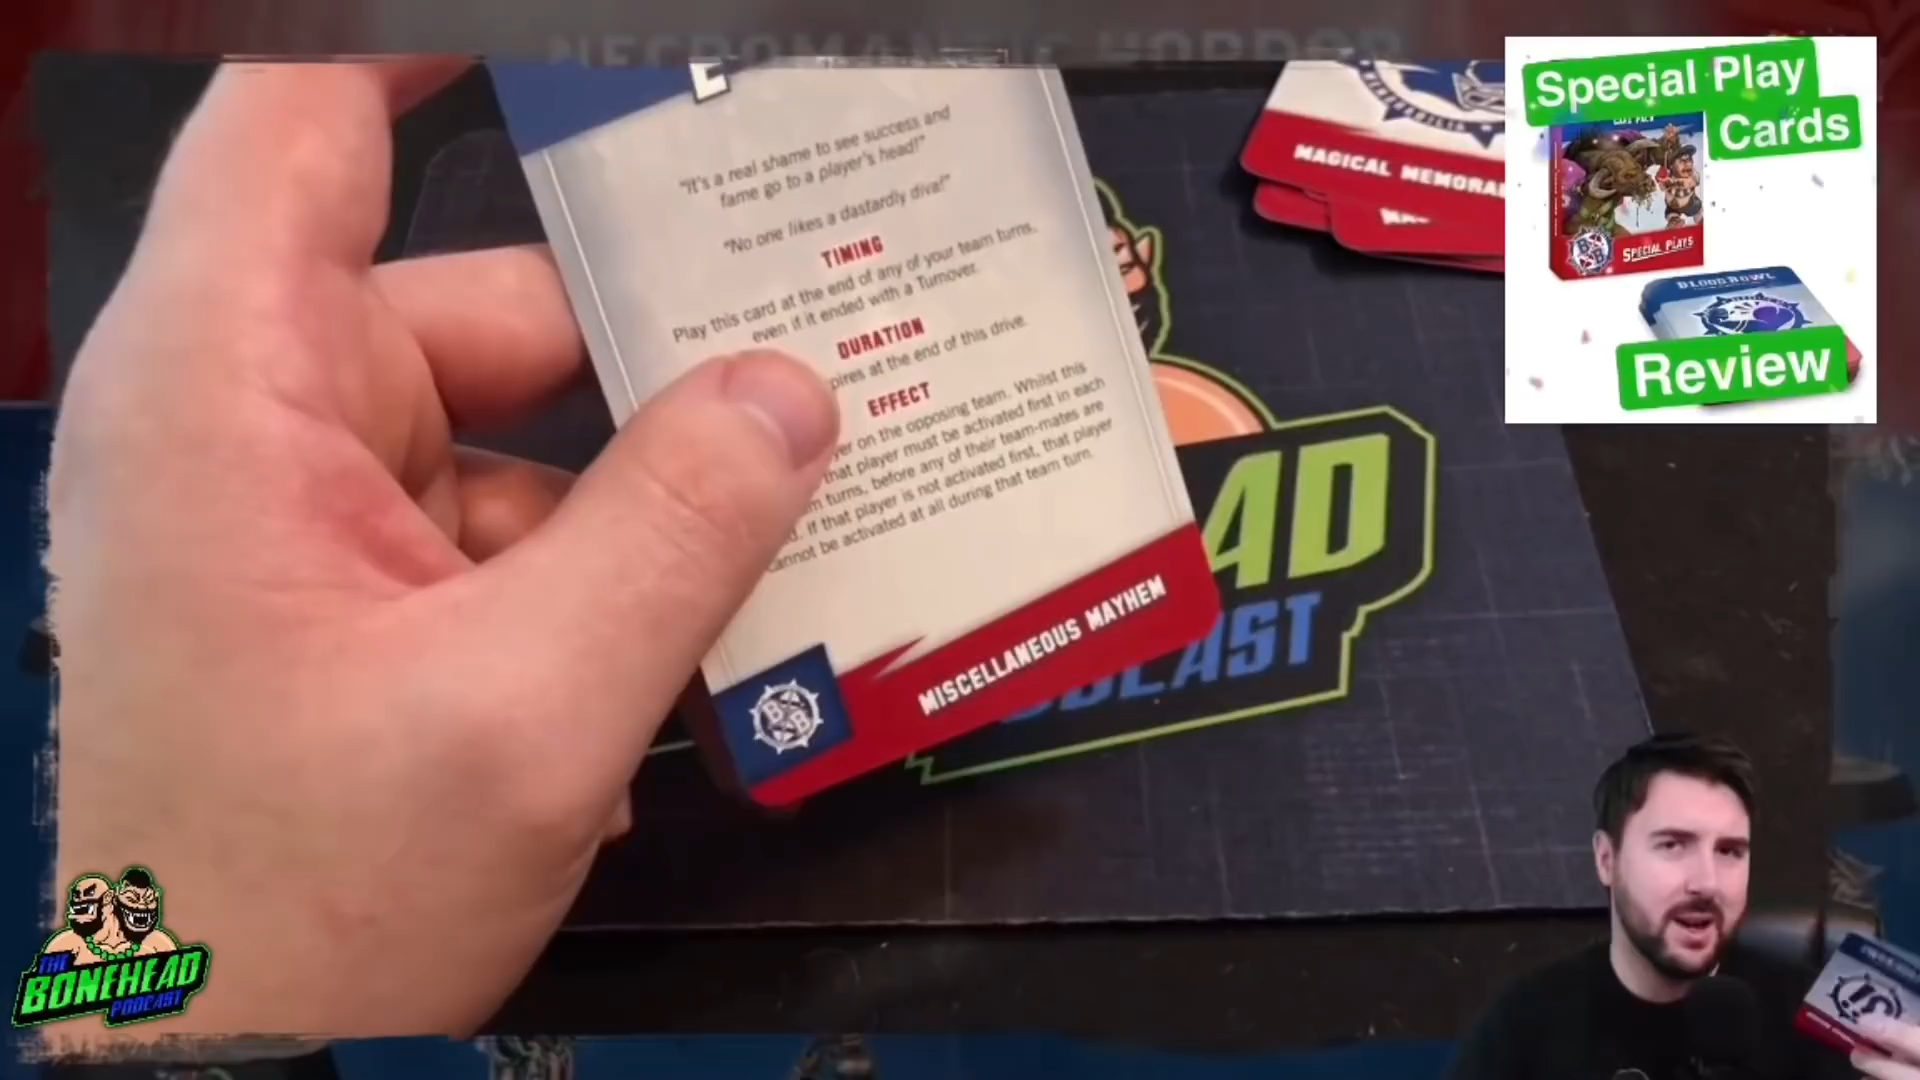 NECROMANTIC HORROR
E
"It's a real shame to see success and
fame go to a player's head!"
"No one likes a dastardly diva!"
TIMING
Play this card at the end of any of your team turns,
even if it ended with a Turnover.
DURATION
pires at the end of this drive.
EFFECT
yer on the opposing team. Whilst this
that player must be activated first in each
m turns, before any of their team-mates are
d. If that player is not activated first, that player
cannot be activated at all during that team turn.
MISCELLANEOUS MAYHEM
B B
MAGICAL MEMORA
AD
CAST
Special Play
Cards
SPECIAL PLAYS
BLOOD BOWL
Review
THE
BONEHEAD
PODCAST